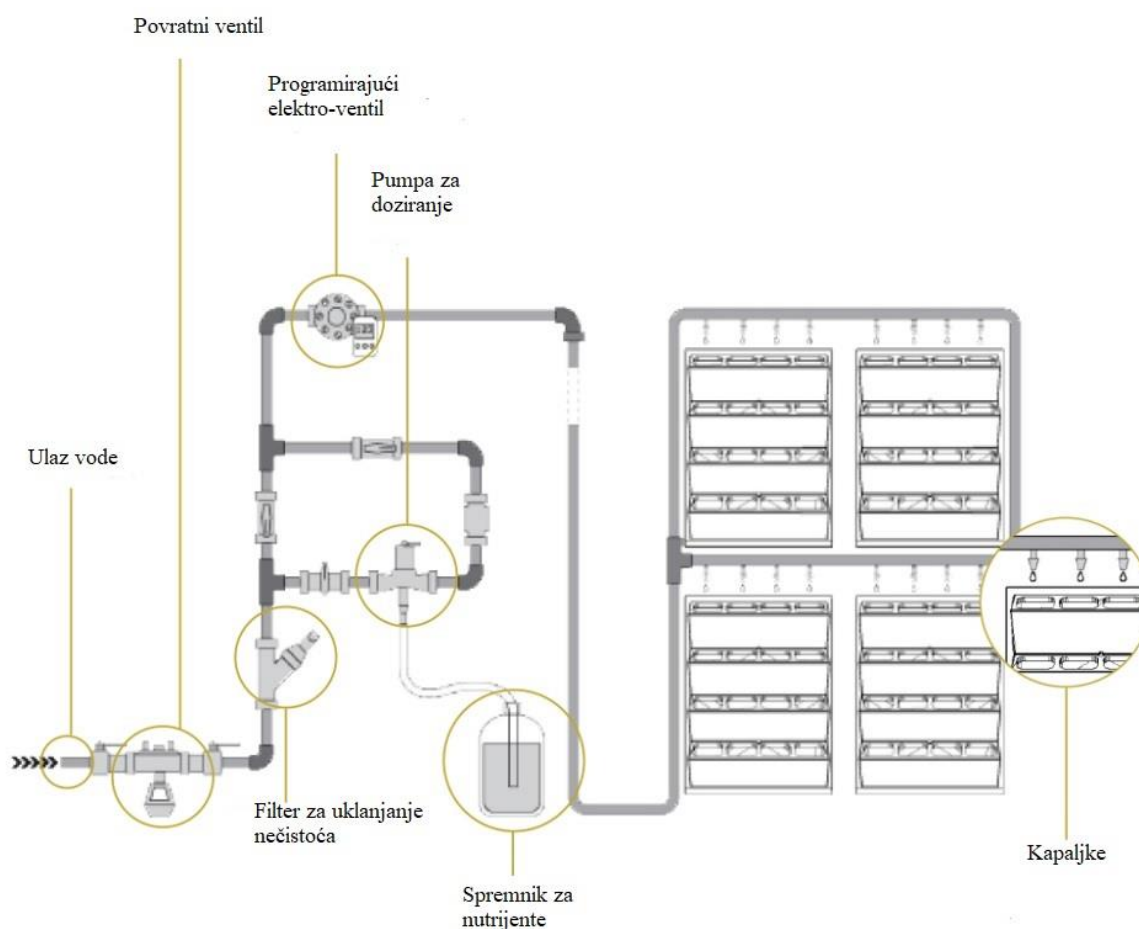 Povratni ventil
Programirajući
elektro-ventil
Pumpa za
doziranje
Ulaz vode
Filter za uklanjanje
nečistoća
Spremnik za
nutrijente
Kapaljke